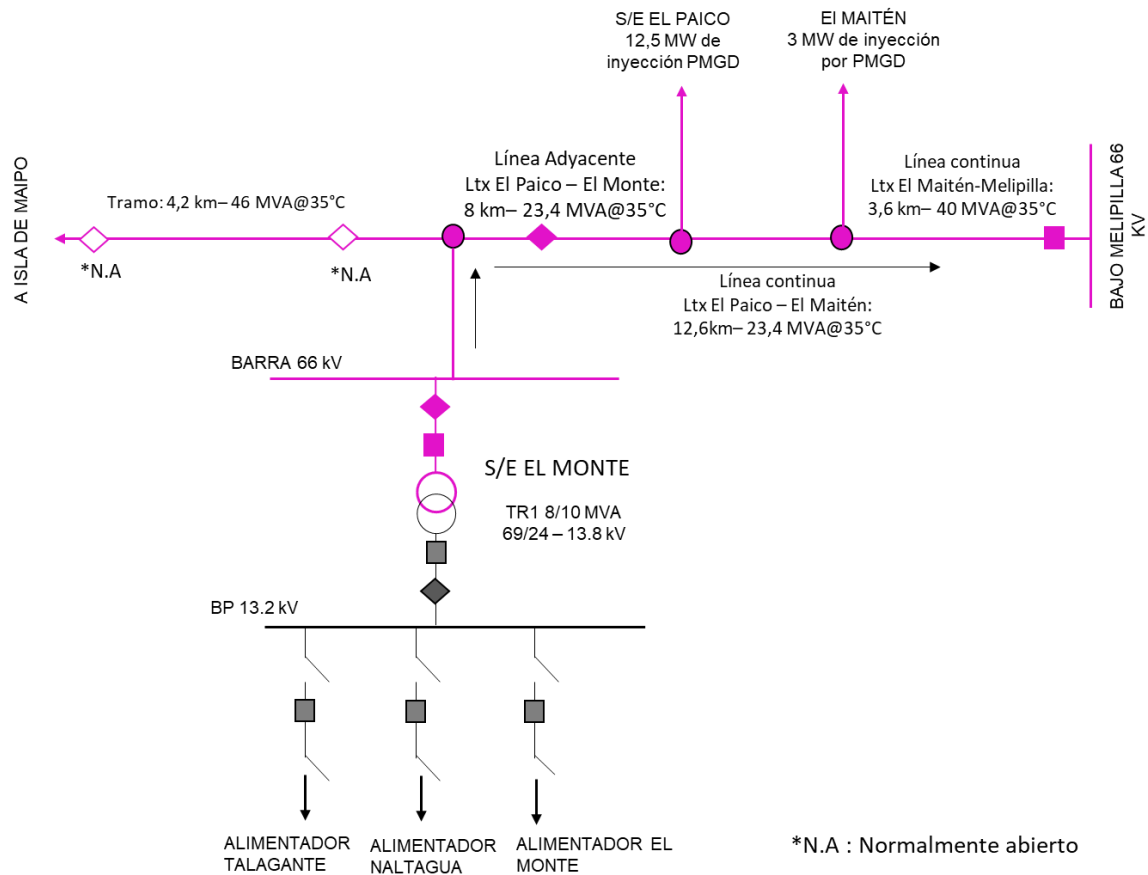 S/E EL PAICO
12,5 MW de
inyección PMGD
El MAITÉN
3 MW de inyección
por PMGD
A ISLA DE MAIPO
Tramo: 4,2 km– 46 MVA@35°C
*N.A
*N.A
Línea Adyacente
Ltx El Paico – El Monte:
8 km– 23,4 MVA@35°C
Línea continua
Ltx El Maitén-Melipilla:
3,6 km– 40 MVA@35°C
BAJO MELIPILLA 66
KV
Línea continua
Ltx El Paico – El Maitén:
12,6km– 23,4 MVA@35°C
BARRA 66 kV
S/E EL MONTE
TR1 8/10 MVA
69/24 – 13.8 kV
BP 13.2 kV
ALIMENTADOR
TALAGANTE
ALIMENTADOR
NALTAGUA
ALIMENTADOR EL
MONTE
*N.A : Normalmente abierto